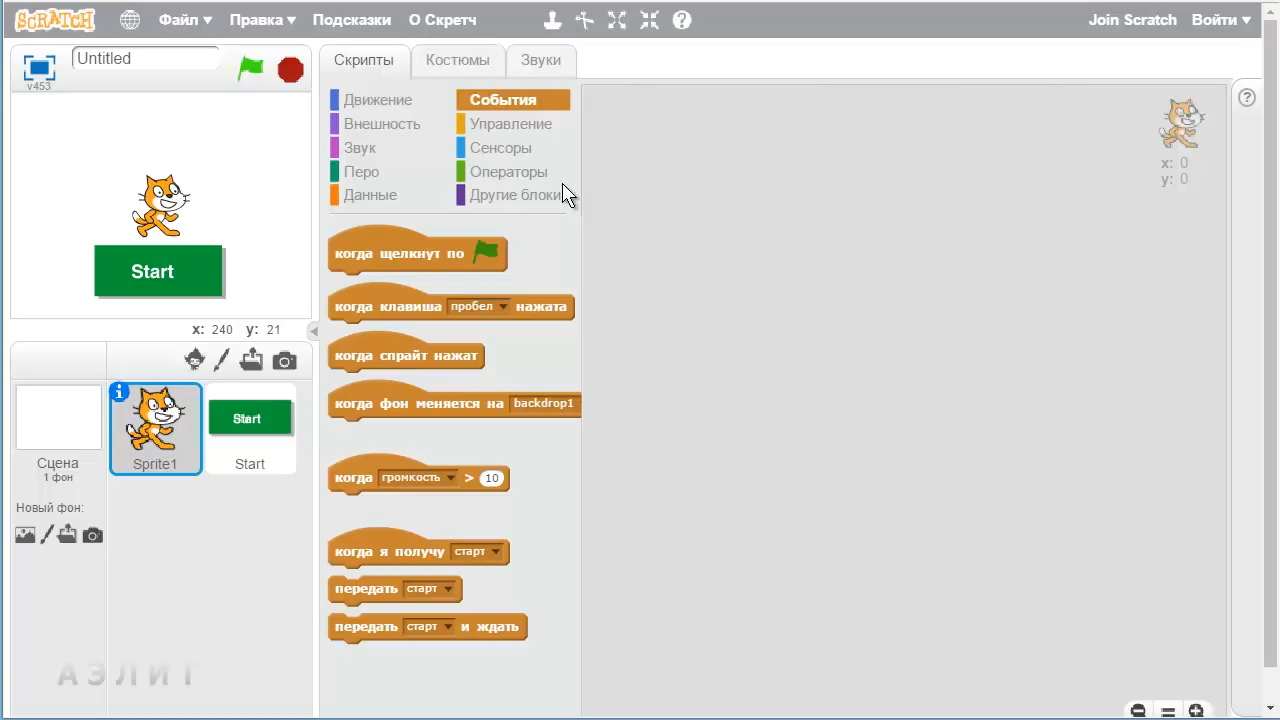 SCRATCH Файл Правка Подсказки О Скретч Join Scratch Войти
Untitled
v453
Скрипты Костюмы Звуки
Движение
Внешность
Звук
Перо
Данные
События
Управление
Сенсоры
Операторы
Другие блоки
Start
x: 240 y: 21
когда щелкнут по
когда клавиша пробел нажата
когда спрайт нажат
когда фон меняется на backdrop1
когда громкость > 10
когда я получу старт
передать старт
передать старт и ждать
x: 0
y: 0
Start
Сцена
1 фон
Sprite1
Start
Новый фон:
АЭЛИТ